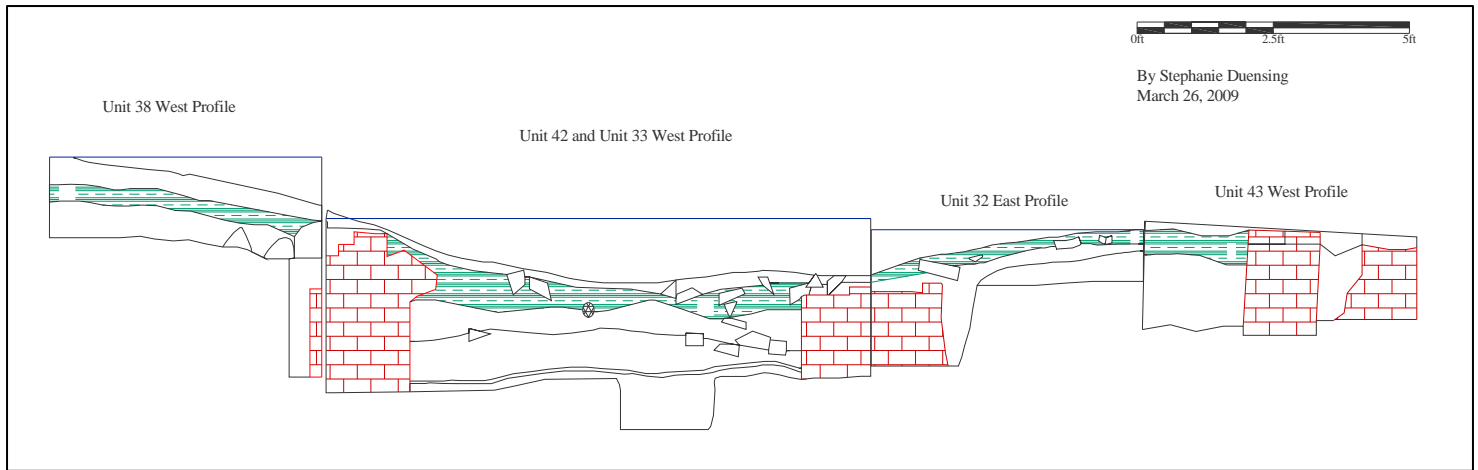 0ft 2.5ft 5ft
By Stephanie Duensing
March 26, 2009
Unit 38 West Profile
Unit 42 and Unit 33 West Profile
Unit 32 East Profile
Unit 43 West Profile